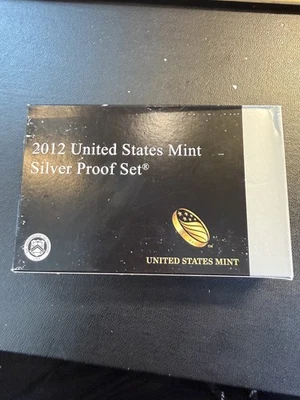 2012 United States Mint
Silver Proof Set®
UNITED STATES MINT